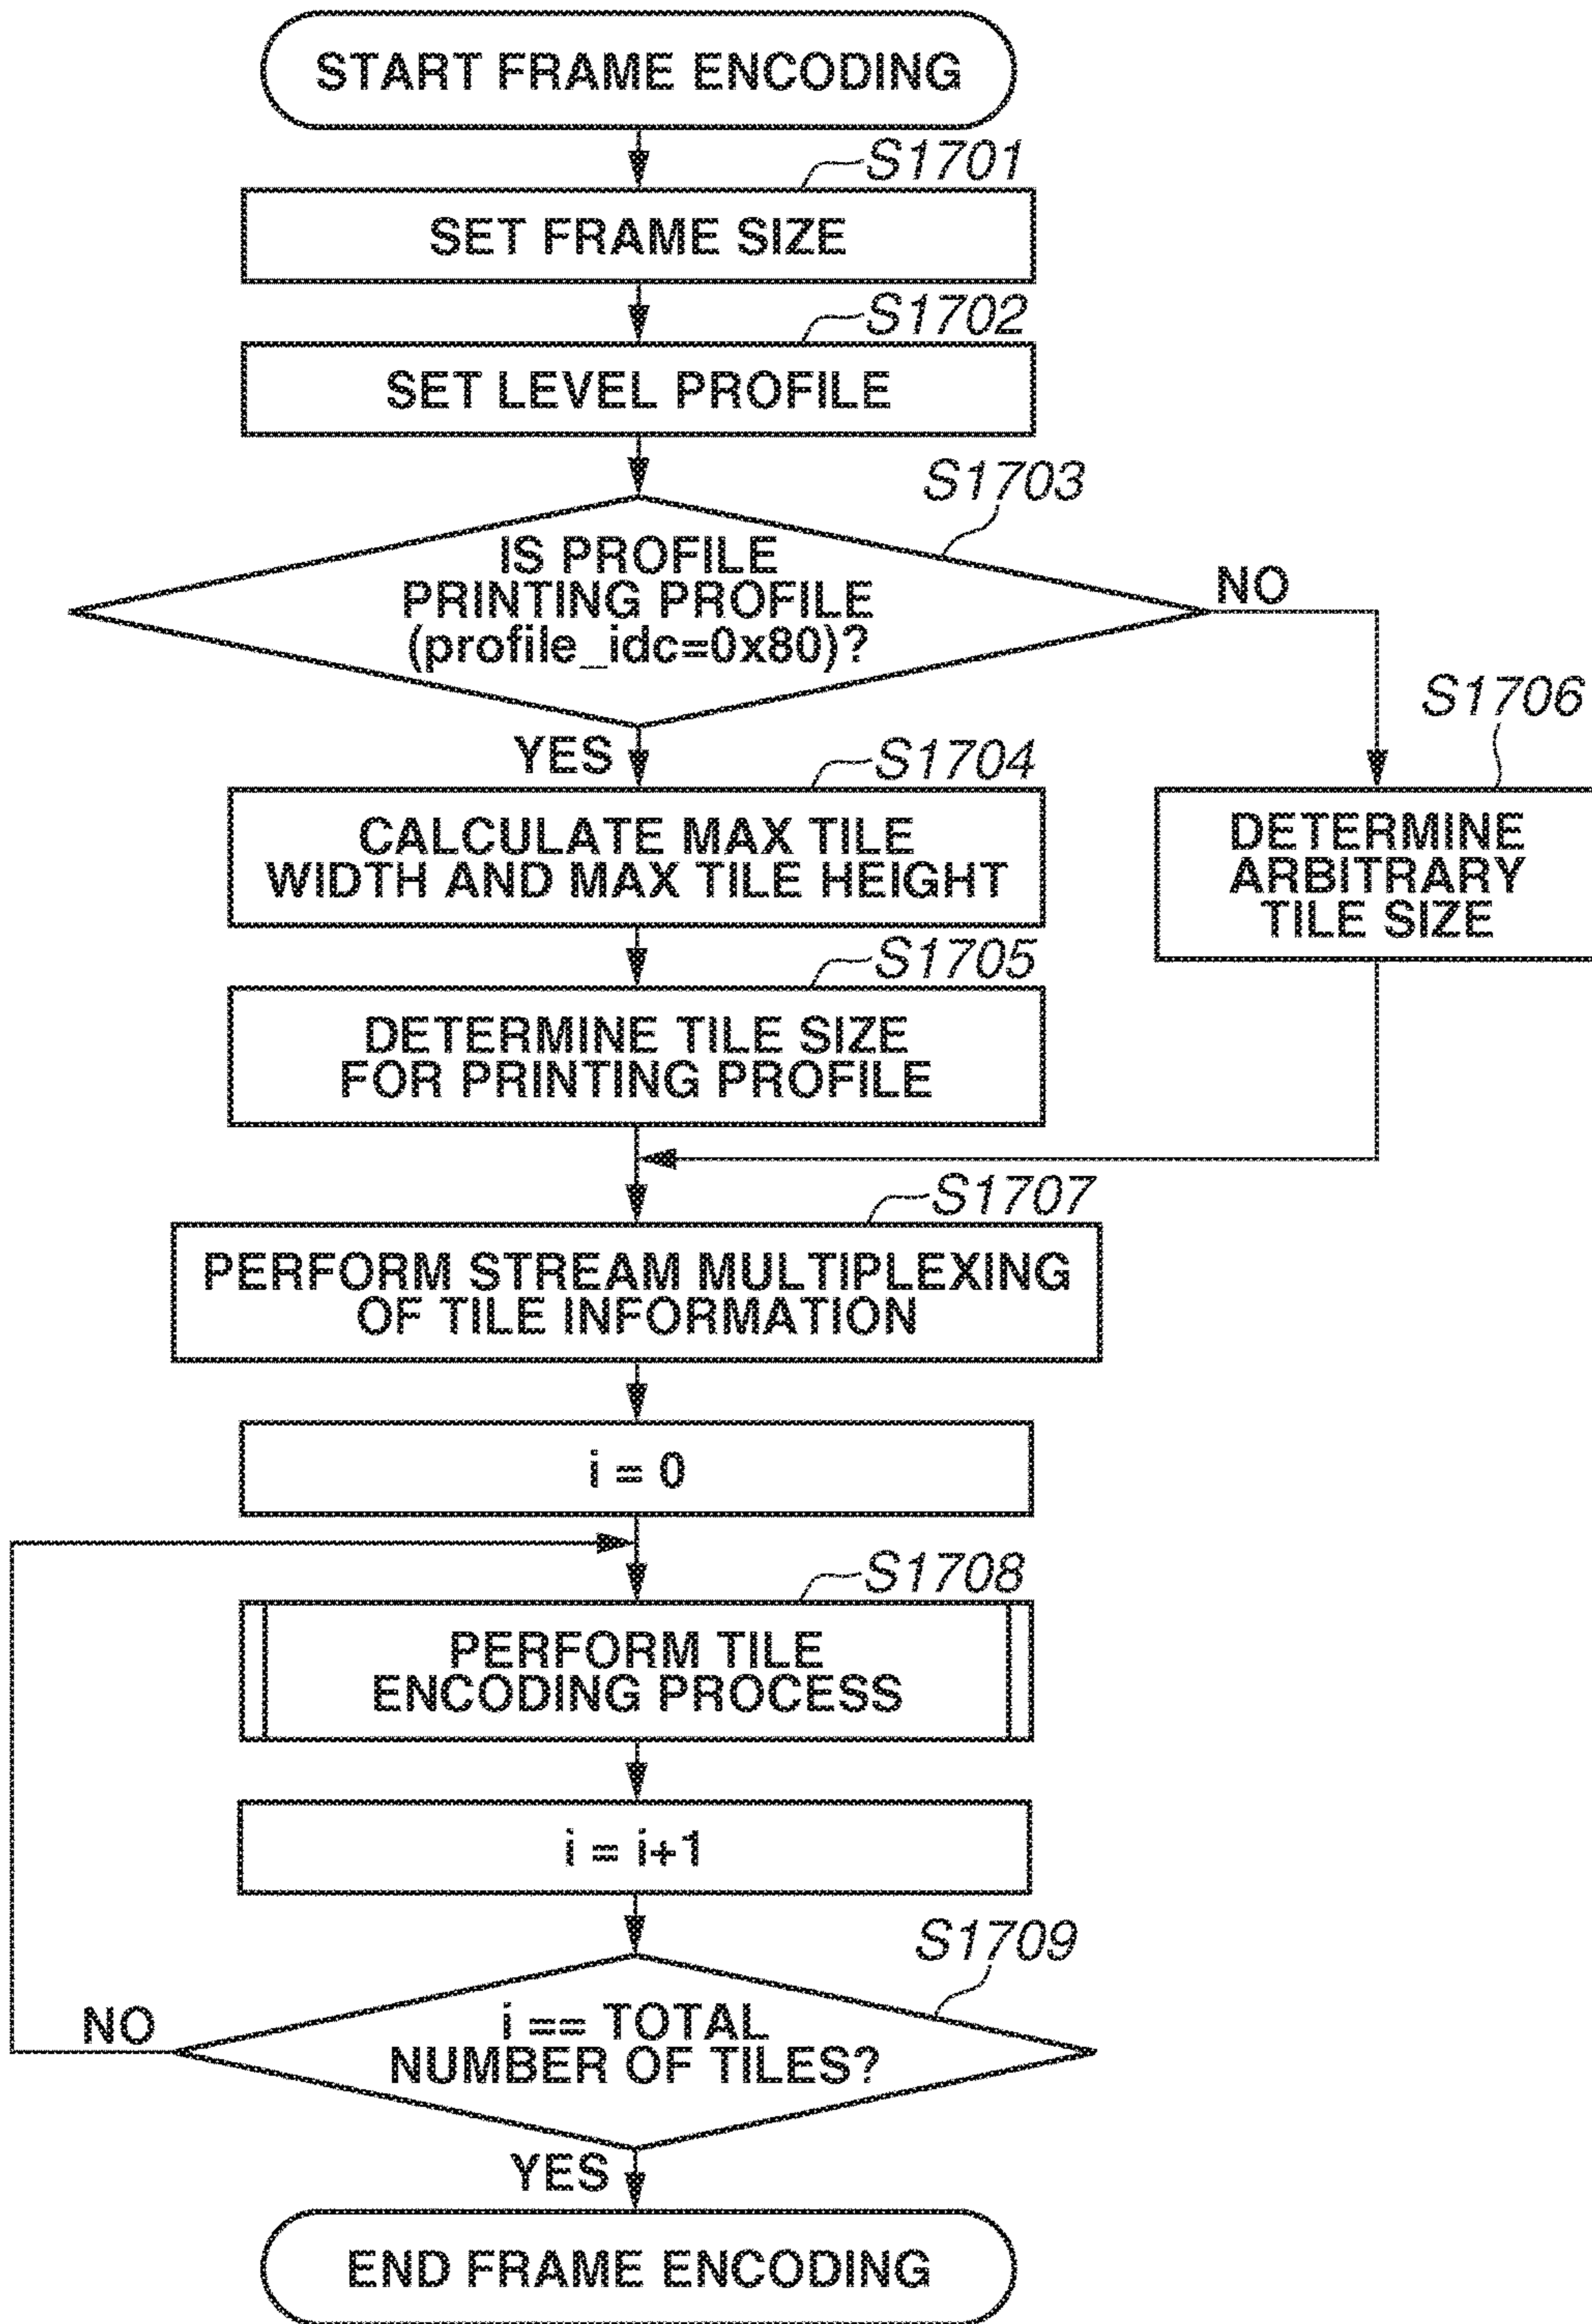 START FRAME ENCODING
S1701
SET FRAME SIZE
S1702
SET LEVEL PROFILE
S1703
IS PROFILE
PRINTING PROFILE
(profile_idc=0x80)?
NO
YES
S1704
CALCULATE MAX TILE
WIDTH AND MAX TILE HEIGHT
S1706
DETERMINE
ARBITRARY
TILE SIZE
S1705
DETERMINE TILE SIZE
FOR PRINTING PROFILE
S1707
PERFORM STREAM MULTIPLEXING
OF TILE INFORMATION
i = 0
S1708
PERFORM TILE
ENCODING PROCESS
i = i+1
S1709
i == TOTAL
NUMBER OF TILES?
NO
YES
END FRAME ENCODING